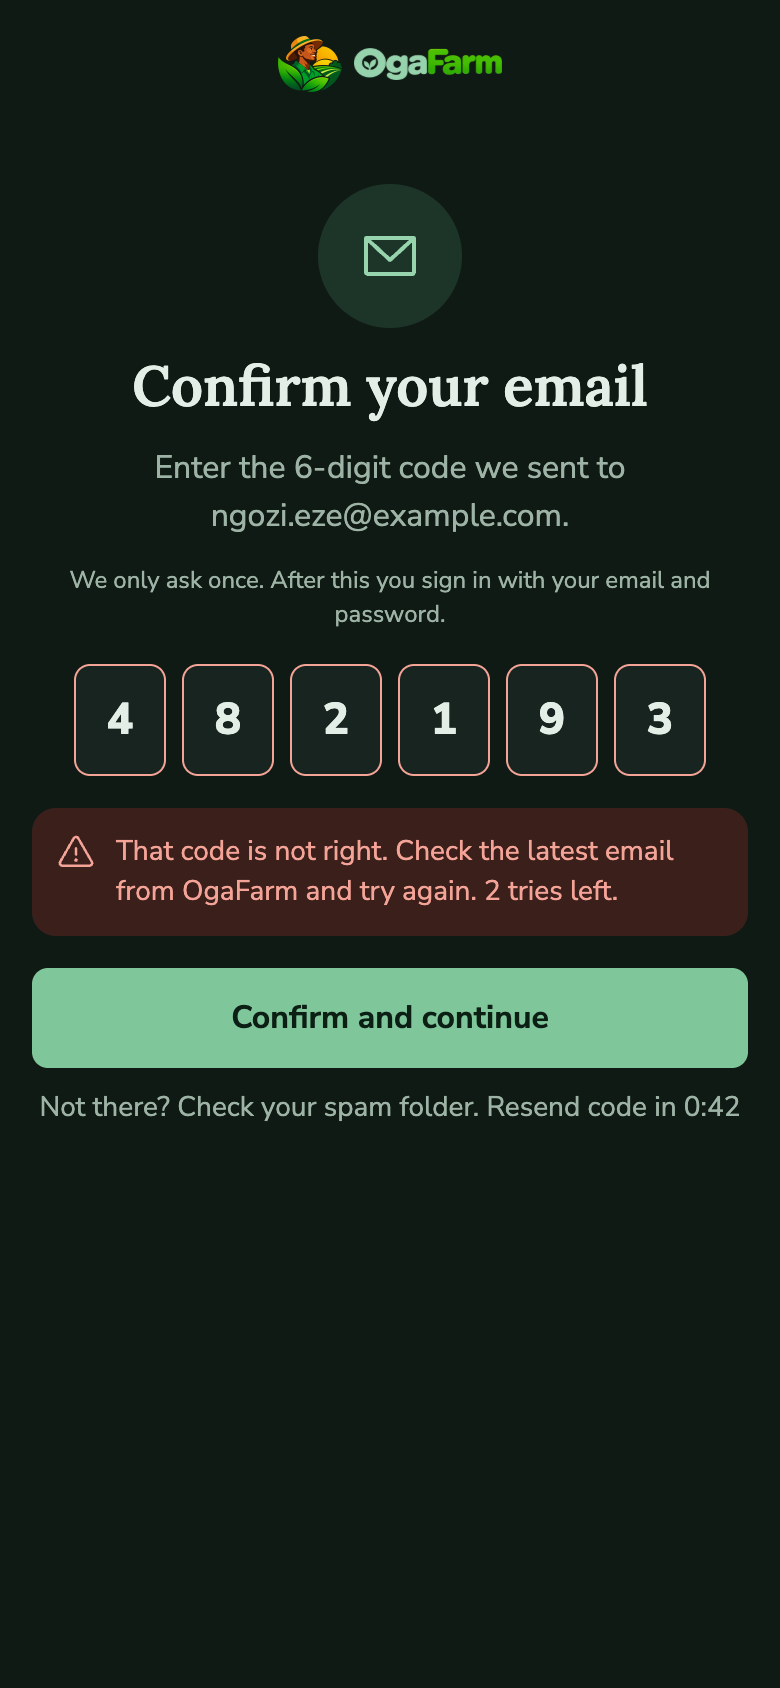 OgaFarm
Confirm your email
Enter the 6-digit code we sent to
ngozi.eze@example.com.
We only ask once. After this you sign in with your email and
password.
4 8 2 1 9 3
That code is not right. Check the latest email
from OgaFarm and try again. 2 tries left.
Confirm and continue
Not there? Check your spam folder. Resend code in 0:42